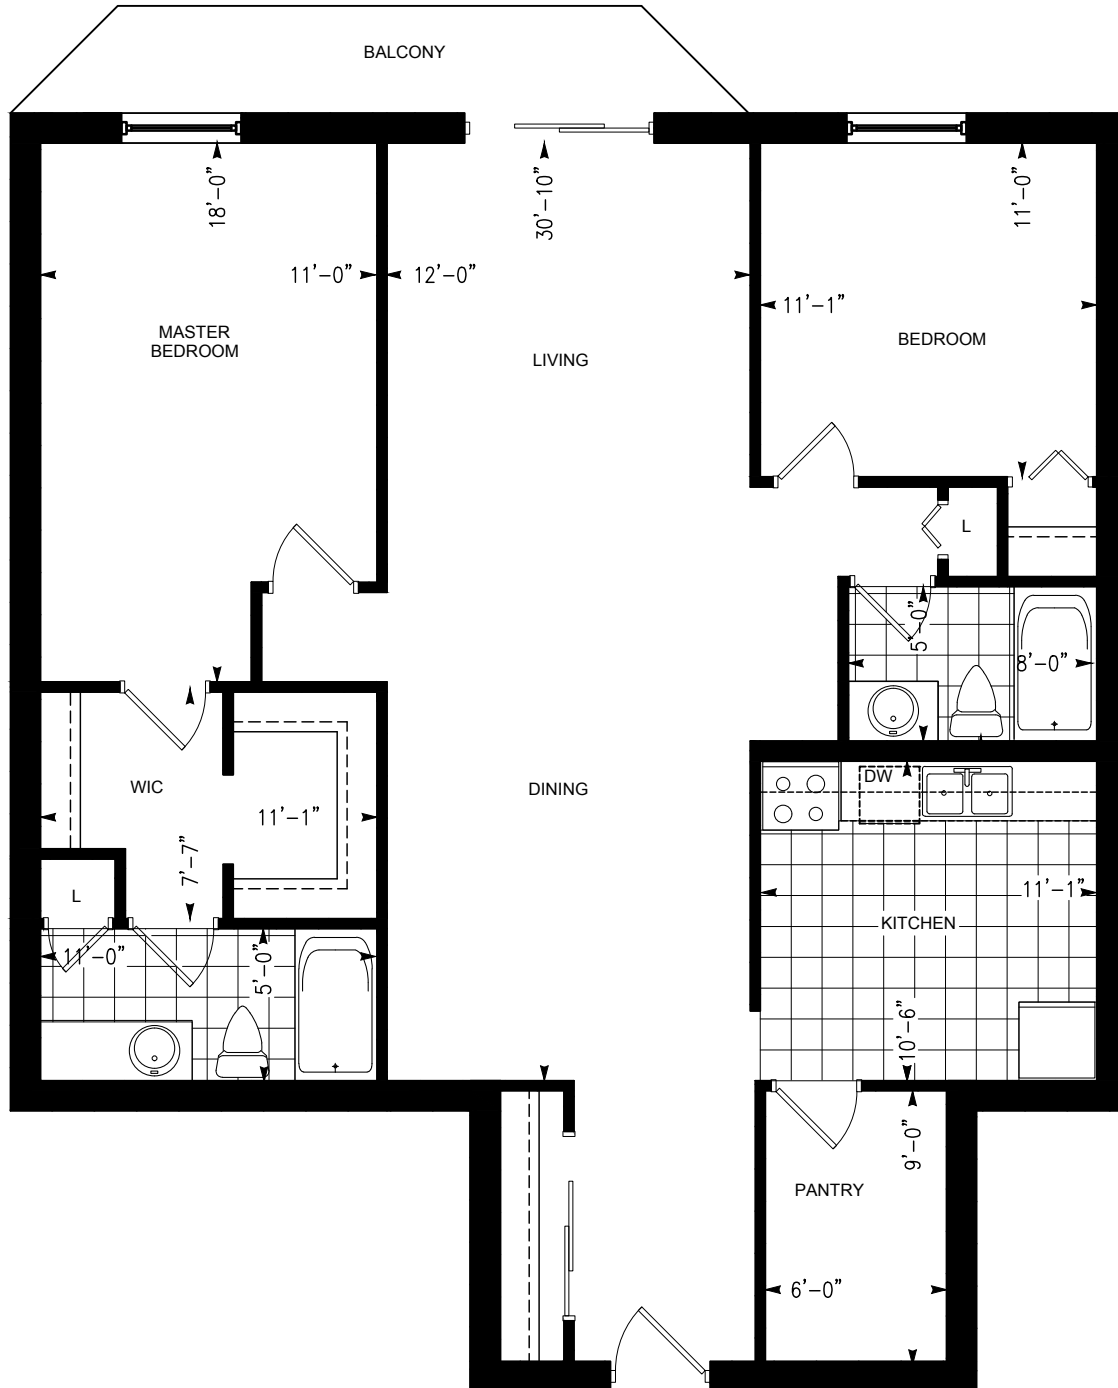 BALCONY
18'-0"
30'-10"
11'-0"
11'-0"
12'-0"
11'-1"
MASTER
BEDROOM
LIVING
BEDROOM
L
5'-0"
8'-0"
WIC
11'-1"
DINING
DW
7'-7"
L
11'-1"
KITCHEN
11'-0"
5'-0"
10'-6"
9'-0"
PANTRY
6'-0"